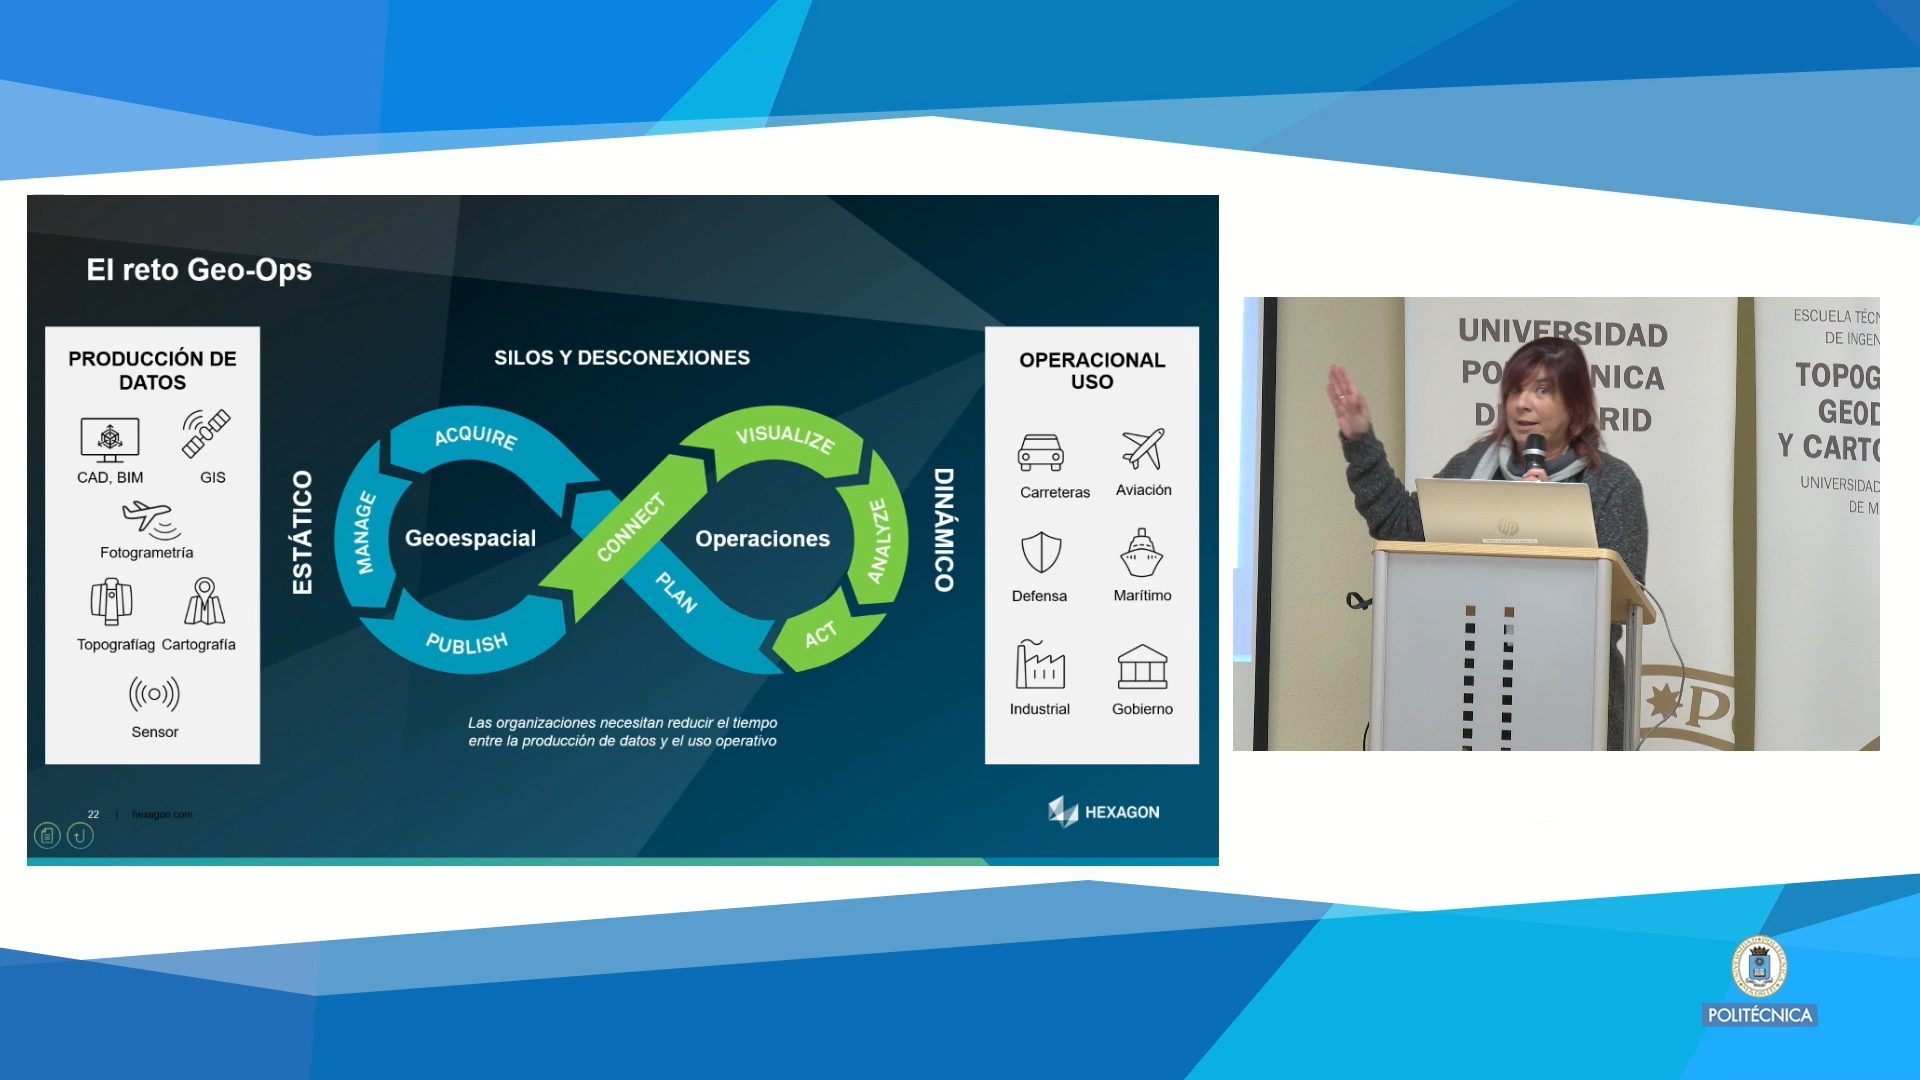 El reto Geo-Ops
PRODUCCIÓN DE
DATOS
CAD, BIM
GIS
Fotogrametría
Topografíag
Cartografía
Sensor
SILOS Y DESCONEXIONES
ESTÁTICO
ACQUIRE
MANAGE
PUBLISH
Geoespacial
CONNECT
PLAN
Operaciones
VISUALIZE
ANALYZE
ACT
DINÁMICO
Las organizaciones necesitan reducir el tiempo
entre la producción de datos y el uso operativo
OPERACIONAL
USO
Carreteras
Aviación
Defensa
Marítimo
Industrial
Gobierno
22 | hexagon.com
HEXAGON
UNIVERSIDAD
PO NICA
D RID
ESCUELA TÉCN
DE INGEN
TOPOG
GEOD
Y CARTO
UNIVERSIDAD
DE M
hp
P
POLITÉCNICA